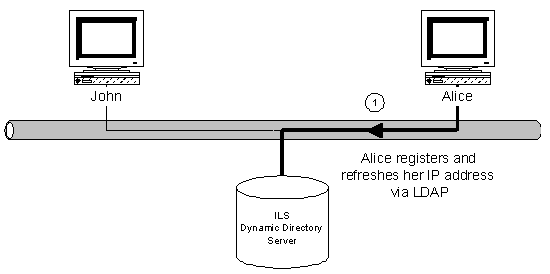 John
Alice
1
Alice registers and
refreshes her IP address
via LDAP
ILS
Dynamic Directory
Server